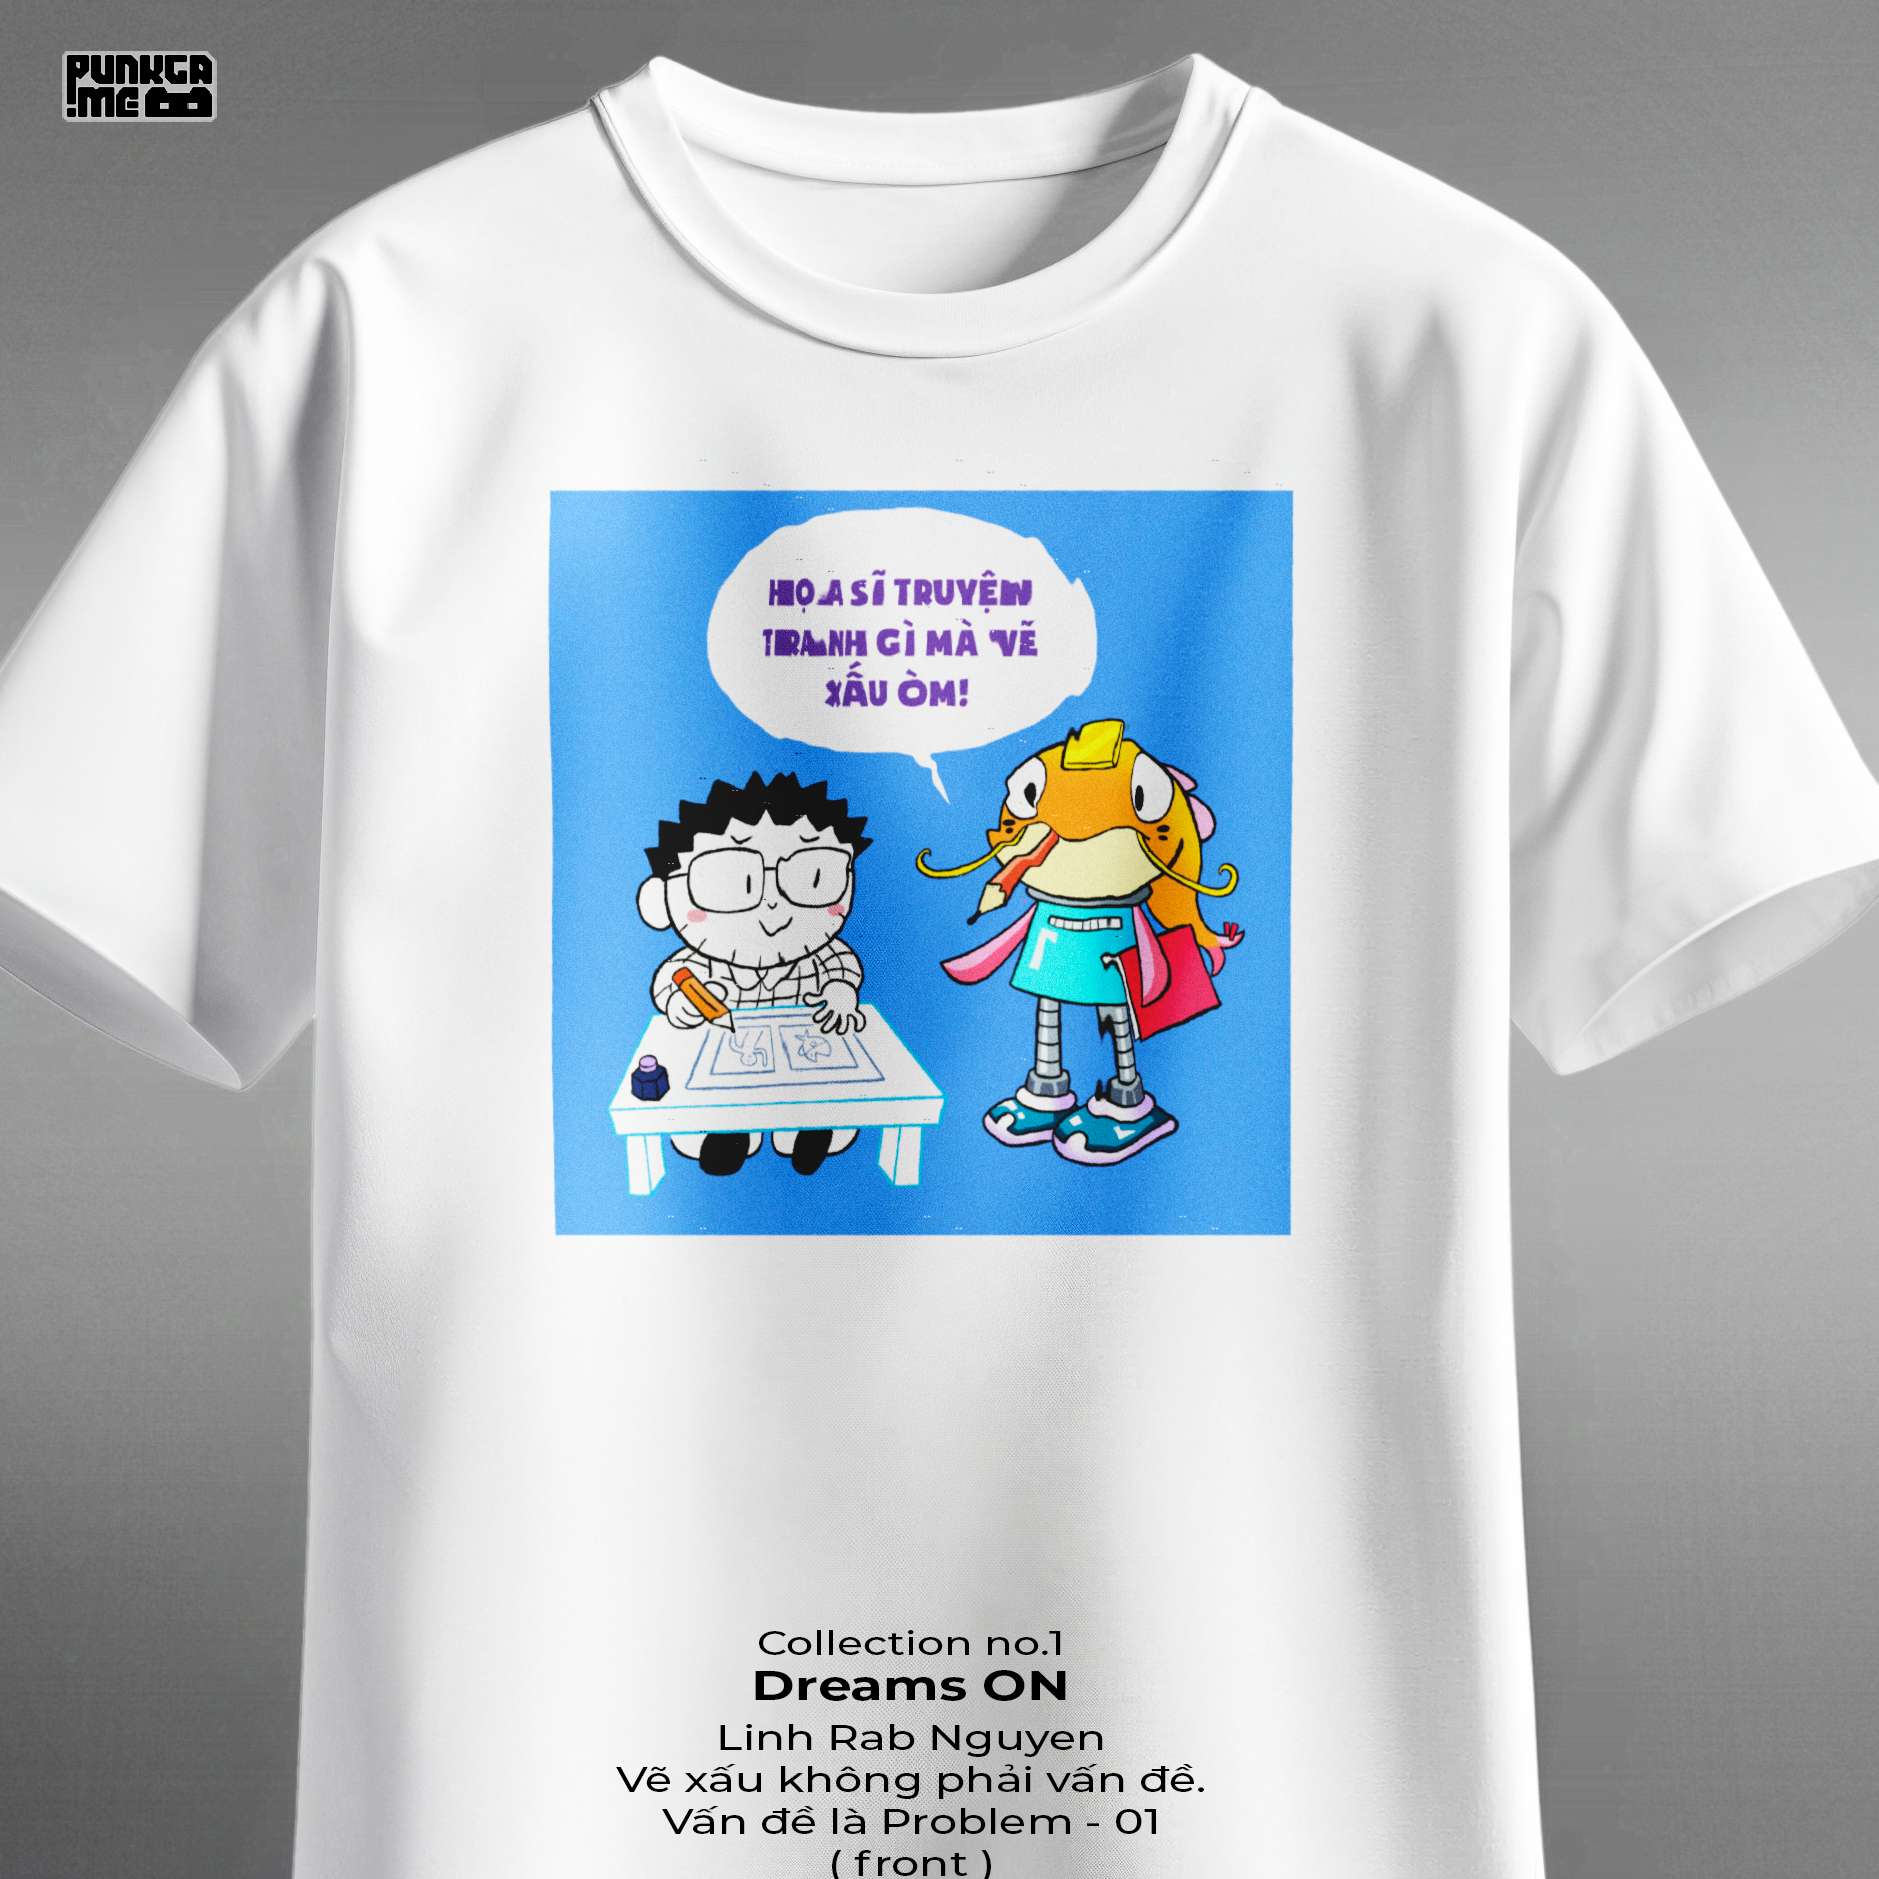 PUNKGA
.ME
HỌA SĨ TRUYỆN
TRANH GÌ MÀ VẼ
XẤU ÒM!
Collection no.1
Dreams ON
Linh Rab Nguyen
Vẽ xấu không phải vấn đề.
Vấn đề là Problem - 01
( front )